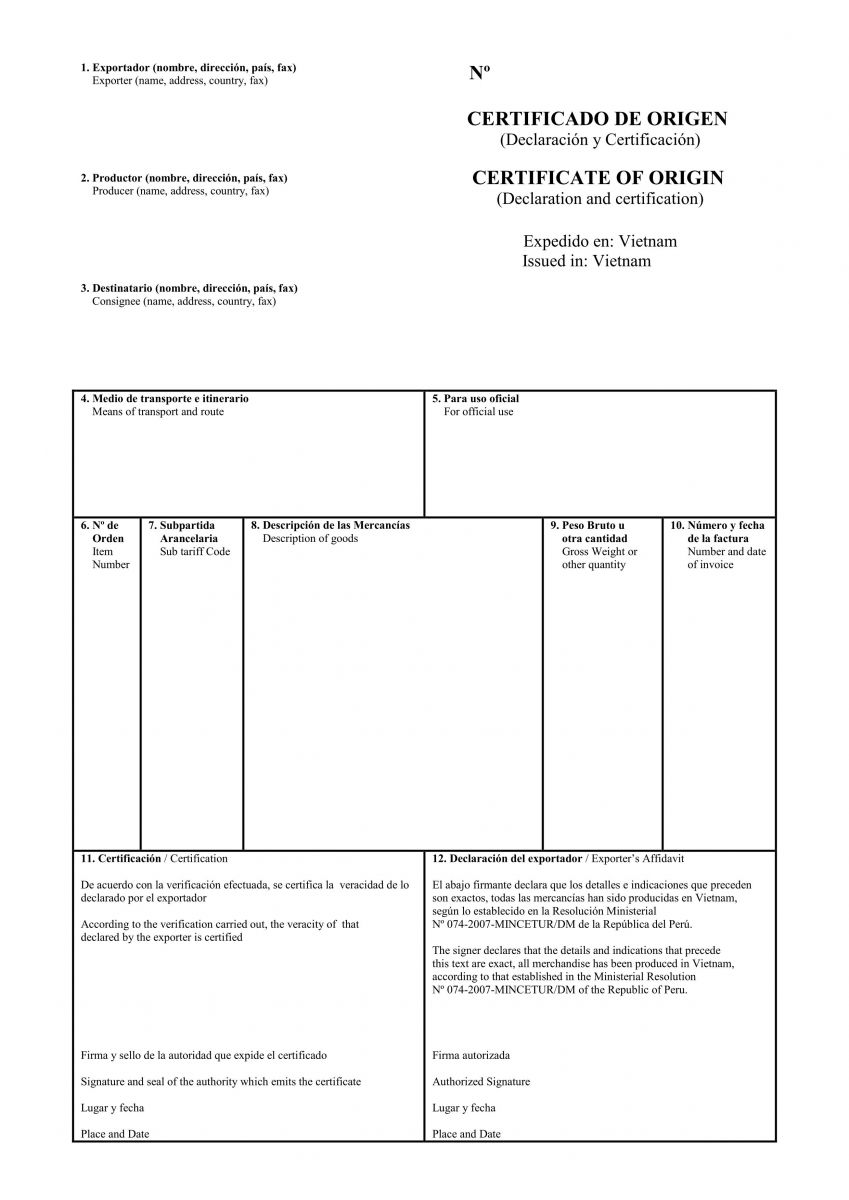 1. Exportador (nombre, dirección, país, fax)
Exporter (name, address, country, fax)
Nº
CERTIFICADO DE ORIGEN
(Declaración y Certificación)
2. Productor (nombre, dirección, país, fax)
Producer (name, address, country, fax)
CERTIFICATE OF ORIGIN
(Declaration and certification)
Expedido en: Vietnam
Issued in: Vietnam
3. Destinatario (nombre, dirección, país, fax)
Consignee (name, address, country, fax)
4. Medio de transporte e itinerario
Means of transport and route
5. Para uso oficial
For official use
6. Nº de
Orden
Item
Number
7. Subpartida
Arancelaria
Sub tariff Code
8. Descripción de las Mercancías
Description of goods
9. Peso Bruto u
otra cantidad
Gross Weight or
other quantity
10. Número y fecha
de la factura
Number and date
of invoice
11. Certificación / Certification
De acuerdo con la verificación efectuada, se certifica la veracidad de lo
declarado por el exportador
According to the verification carried out, the veracity of that
declared by the exporter is certified
Firma y sello de la autoridad que expide el certificado
Signature and seal of the authority which emits the certificate
Lugar y fecha
Place and Date
12. Declaración del exportador / Exporter’s Affidavit
El abajo firmante declara que los detalles e indicaciones que preceden
son exactos, todas las mercancías han sido producidas en Vietnam,
según lo establecido en la Resolución Ministerial
Nº 074-2007-MINCETUR/DM de la República del Perú.
The signer declares that the details and indications that precede
this text are exact, all merchandise has been produced in Vietnam,
according to that established in the Ministerial Resolution
Nº 074-2007-MINCETUR/DM of the Republic of Peru.
Firma autorizada
Authorized Signature
Lugar y fecha
Place and Date